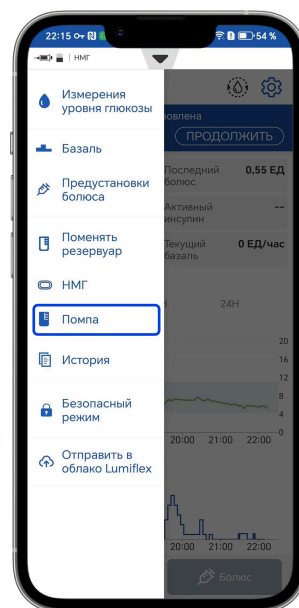 22:15
54 %
НМГ
Измерения
уровня глюкозы
Базаль
Предустановки
болюса
Поменять
резервуар
НМГ
Помпа
История
Безопасный
режим
Отправить в
облако Lumiflex
овлена
ПРОДОЛЖИТЬ
Последний
болюс
0,55 ЕД
Активный
инсулин
--
Текущий
базаль
0 ЕД/час
24H
20
16
12
8
4
0
20:00 21:00 22:00
20:00 21:00 22:00
Болюс